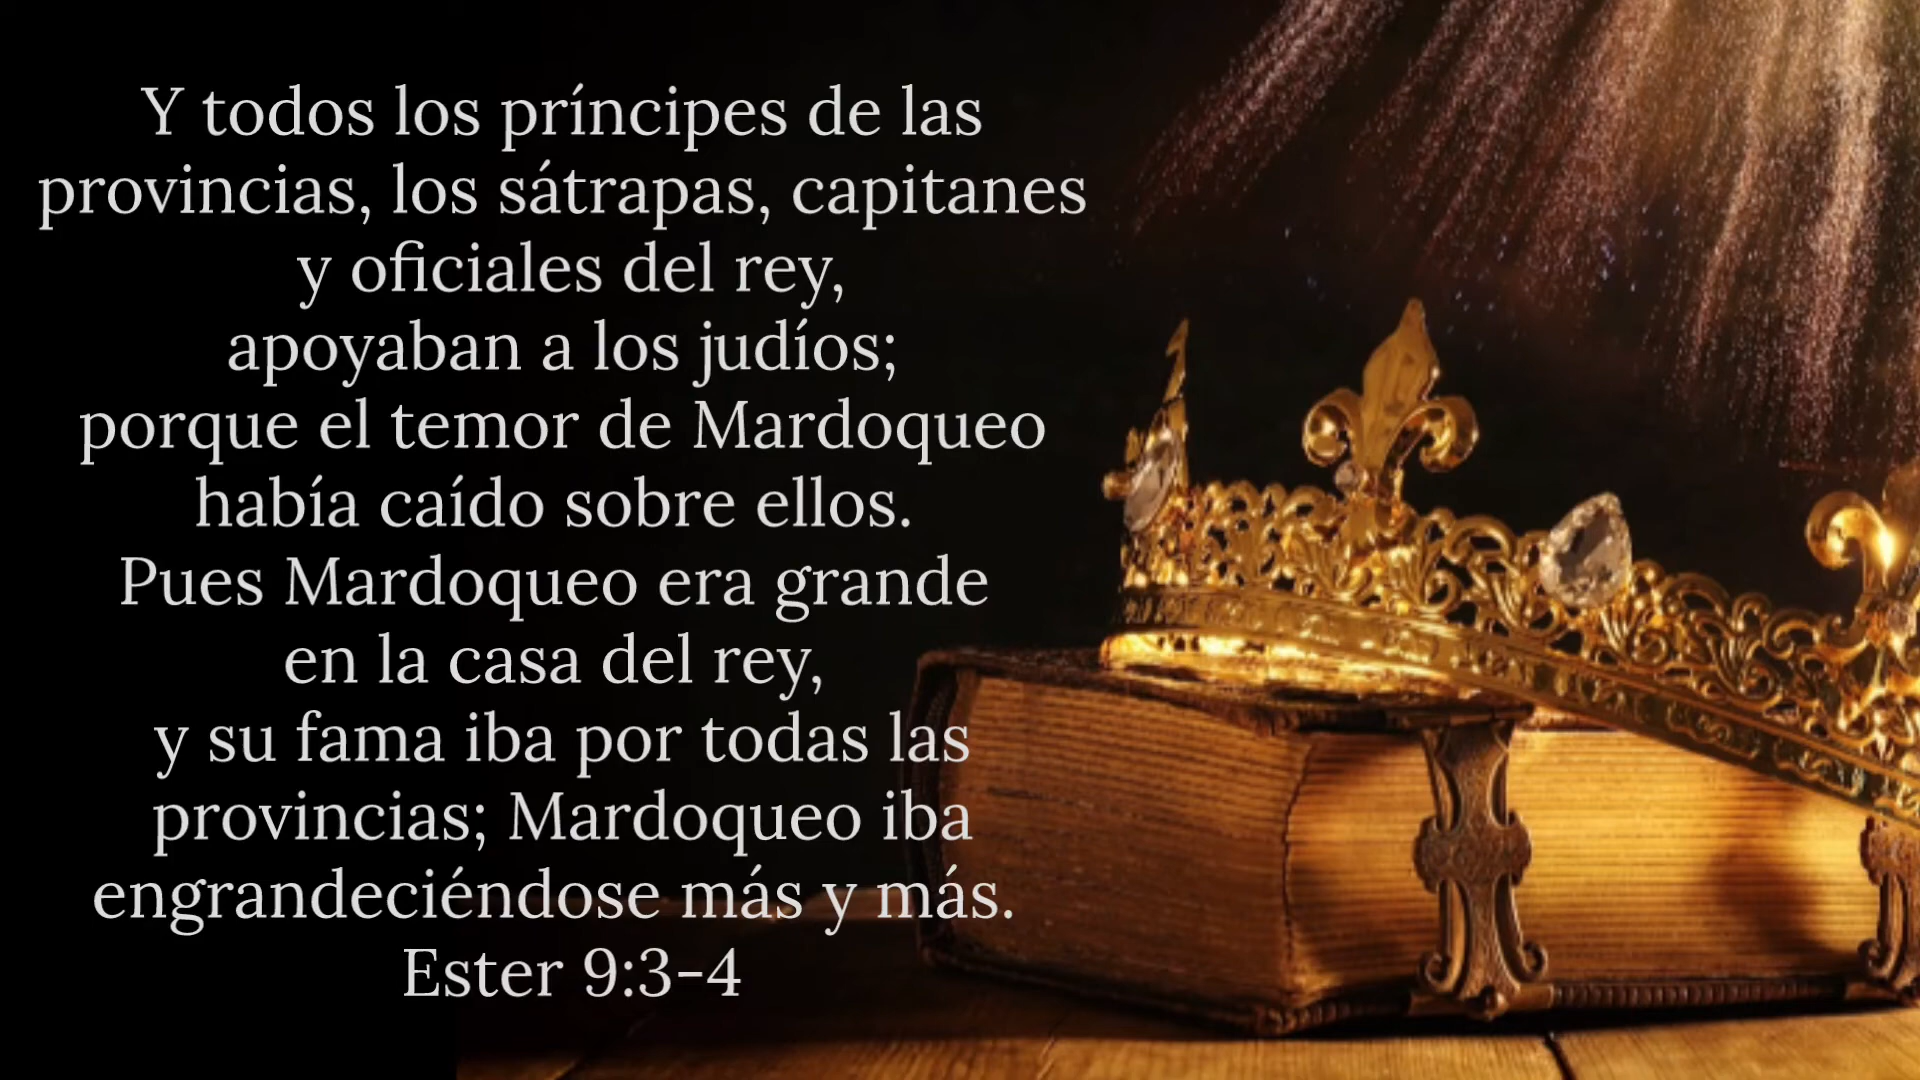 Y todos los príncipes de las
provincias, los sátrapas, capitanes
y oficiales del rey,
apoyaban a los judíos;
porque el temor de Mardoqueo
había caído sobre ellos.
Pues Mardoqueo era grande
en la casa del rey,
y su fama iba por todas las
provincias; Mardoqueo iba
engrandeciéndose más y más.
Ester 9:3-4